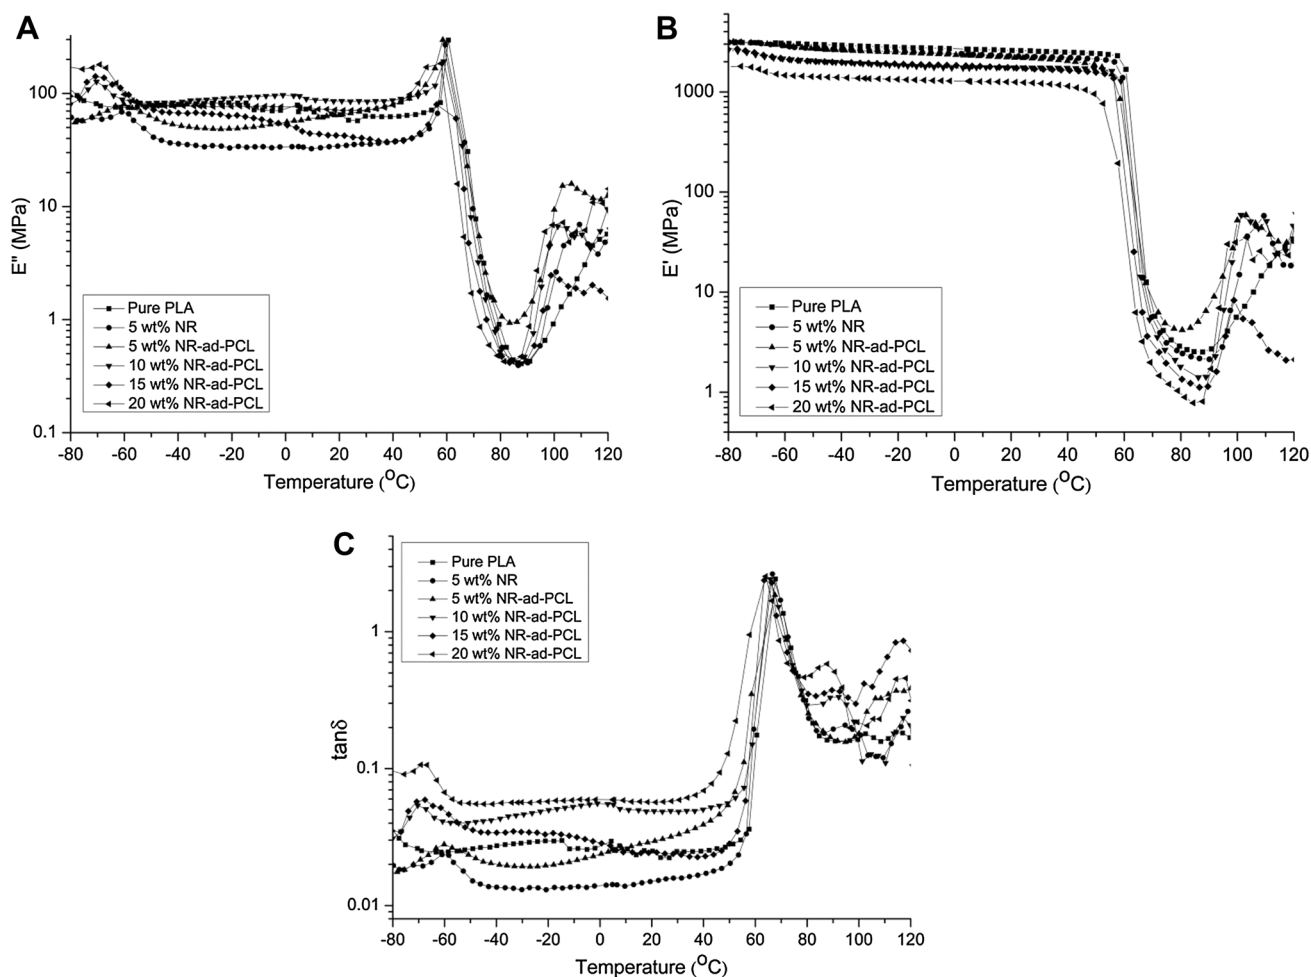 A
E" (MPa)
100
10
1
0.1
Pure PLA
5 wt% NR
5 wt% NR-ad-PCL
10 wt% NR-ad-PCL
15 wt% NR-ad-PCL
20 wt% NR-ad-PCL
-80 -60 -40 -20 0 20 40 60 80 100 120
Temperature (OC)
B
E' (MPa)
1000
100
10
1
Pure PLA
5 wt% NR
5 wt% NR-ad-PCL
10 wt% NR-ad-PCL
15 wt% NR-ad-PCL
20 wt% NR-ad-PCL
-80 -60 -40 -20 0 20 40 60 80 100 120
Temperature (OC)
C
tanδ
1
0.1
0.01
Pure PLA
5 wt% NR
5 wt% NR-ad-PCL
10 wt% NR-ad-PCL
15 wt% NR-ad-PCL
20 wt% NR-ad-PCL
-80 -60 -40 -20 0 20 40 60 80 100 120
Temperature (OC)